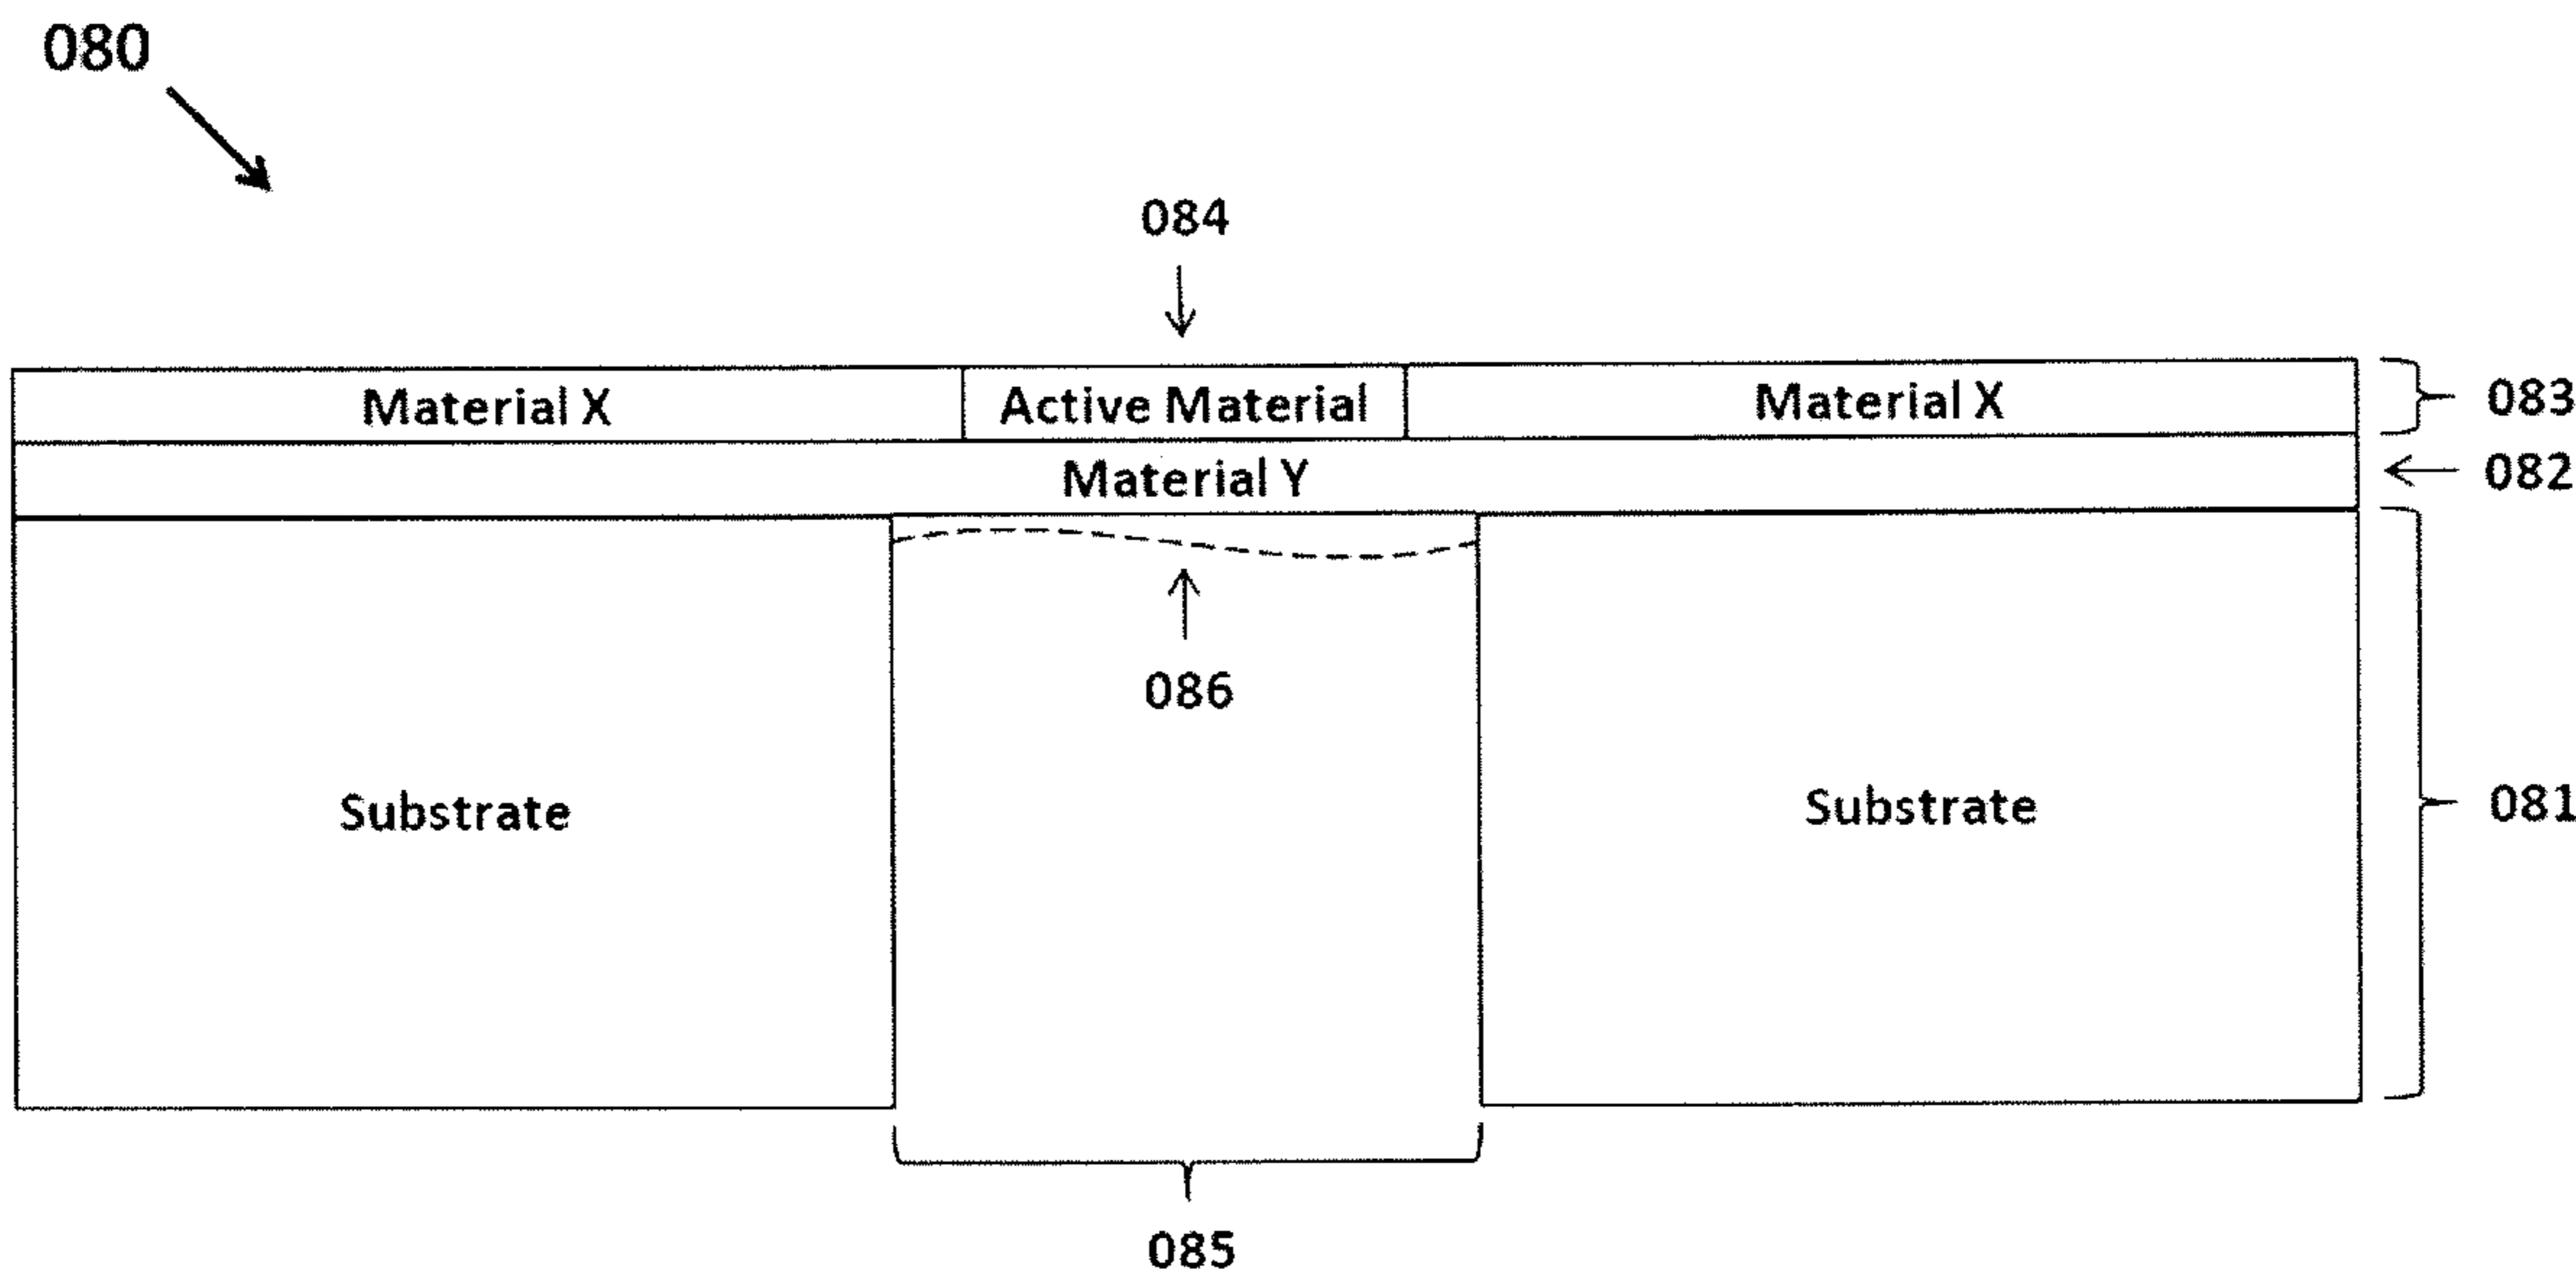 080
084
Material X Active Material Material X 083
Material Y 082
086
Substrate Substrate 081
085